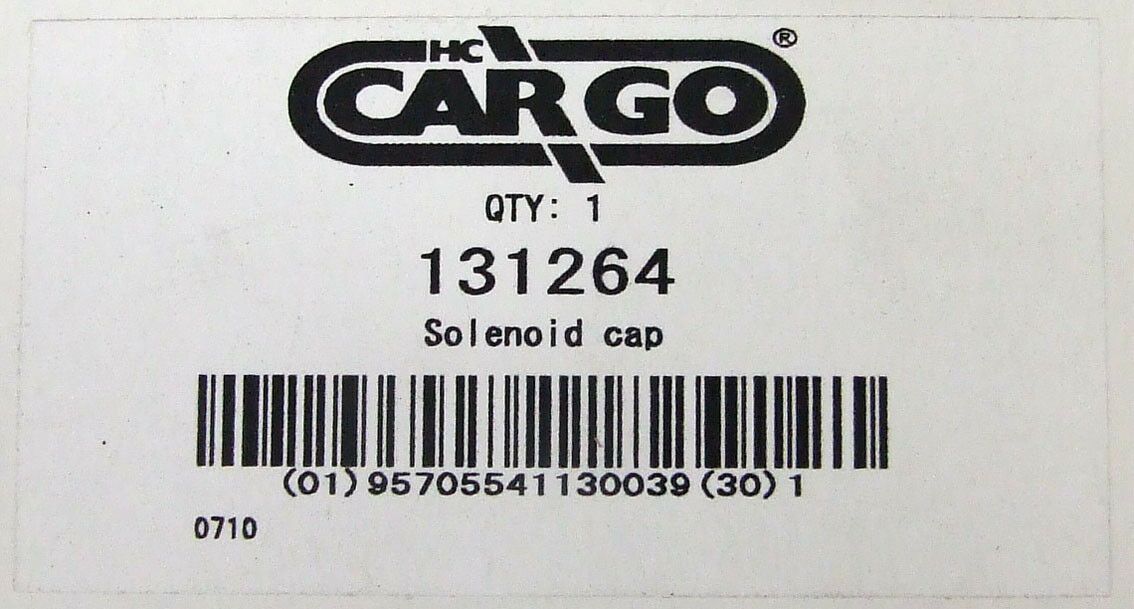 HC
CARGO®
QTY: 1
131264
Solenoid cap
(01)95705541130039(30)1
0710